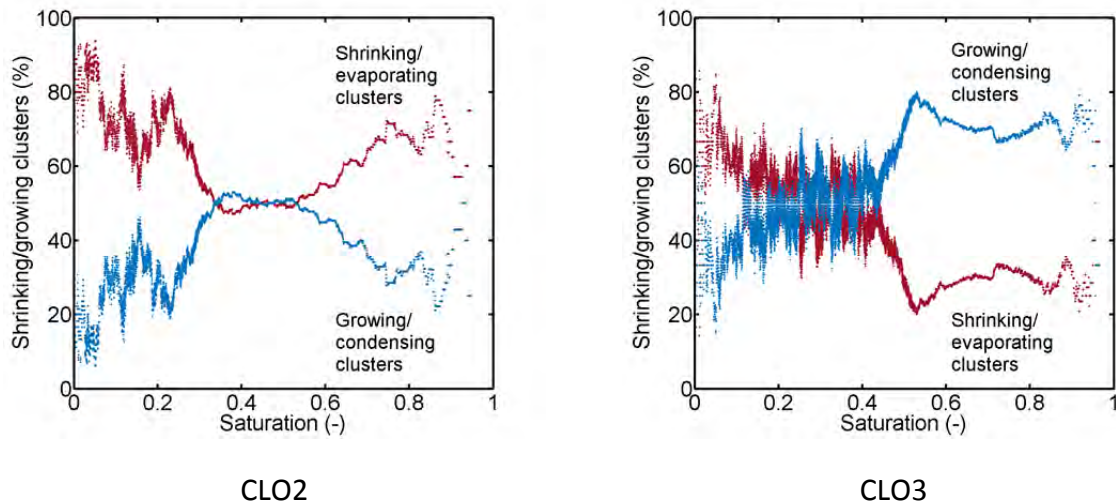 Shrinking/growing clusters (%)
100
80
60
40
20
0
Shrinking/
evaporating
clusters
Growing/
condensing
clusters
0 0.2 0.4 0.6 0.8 1
Saturation (-)
CLO2
Shrinking/growing clusters (%)
100
80
60
40
20
0
Growing/
condensing
clusters
Shrinking/
evaporating
clusters
0 0.2 0.4 0.6 0.8 1
Saturation (-)
CLO3